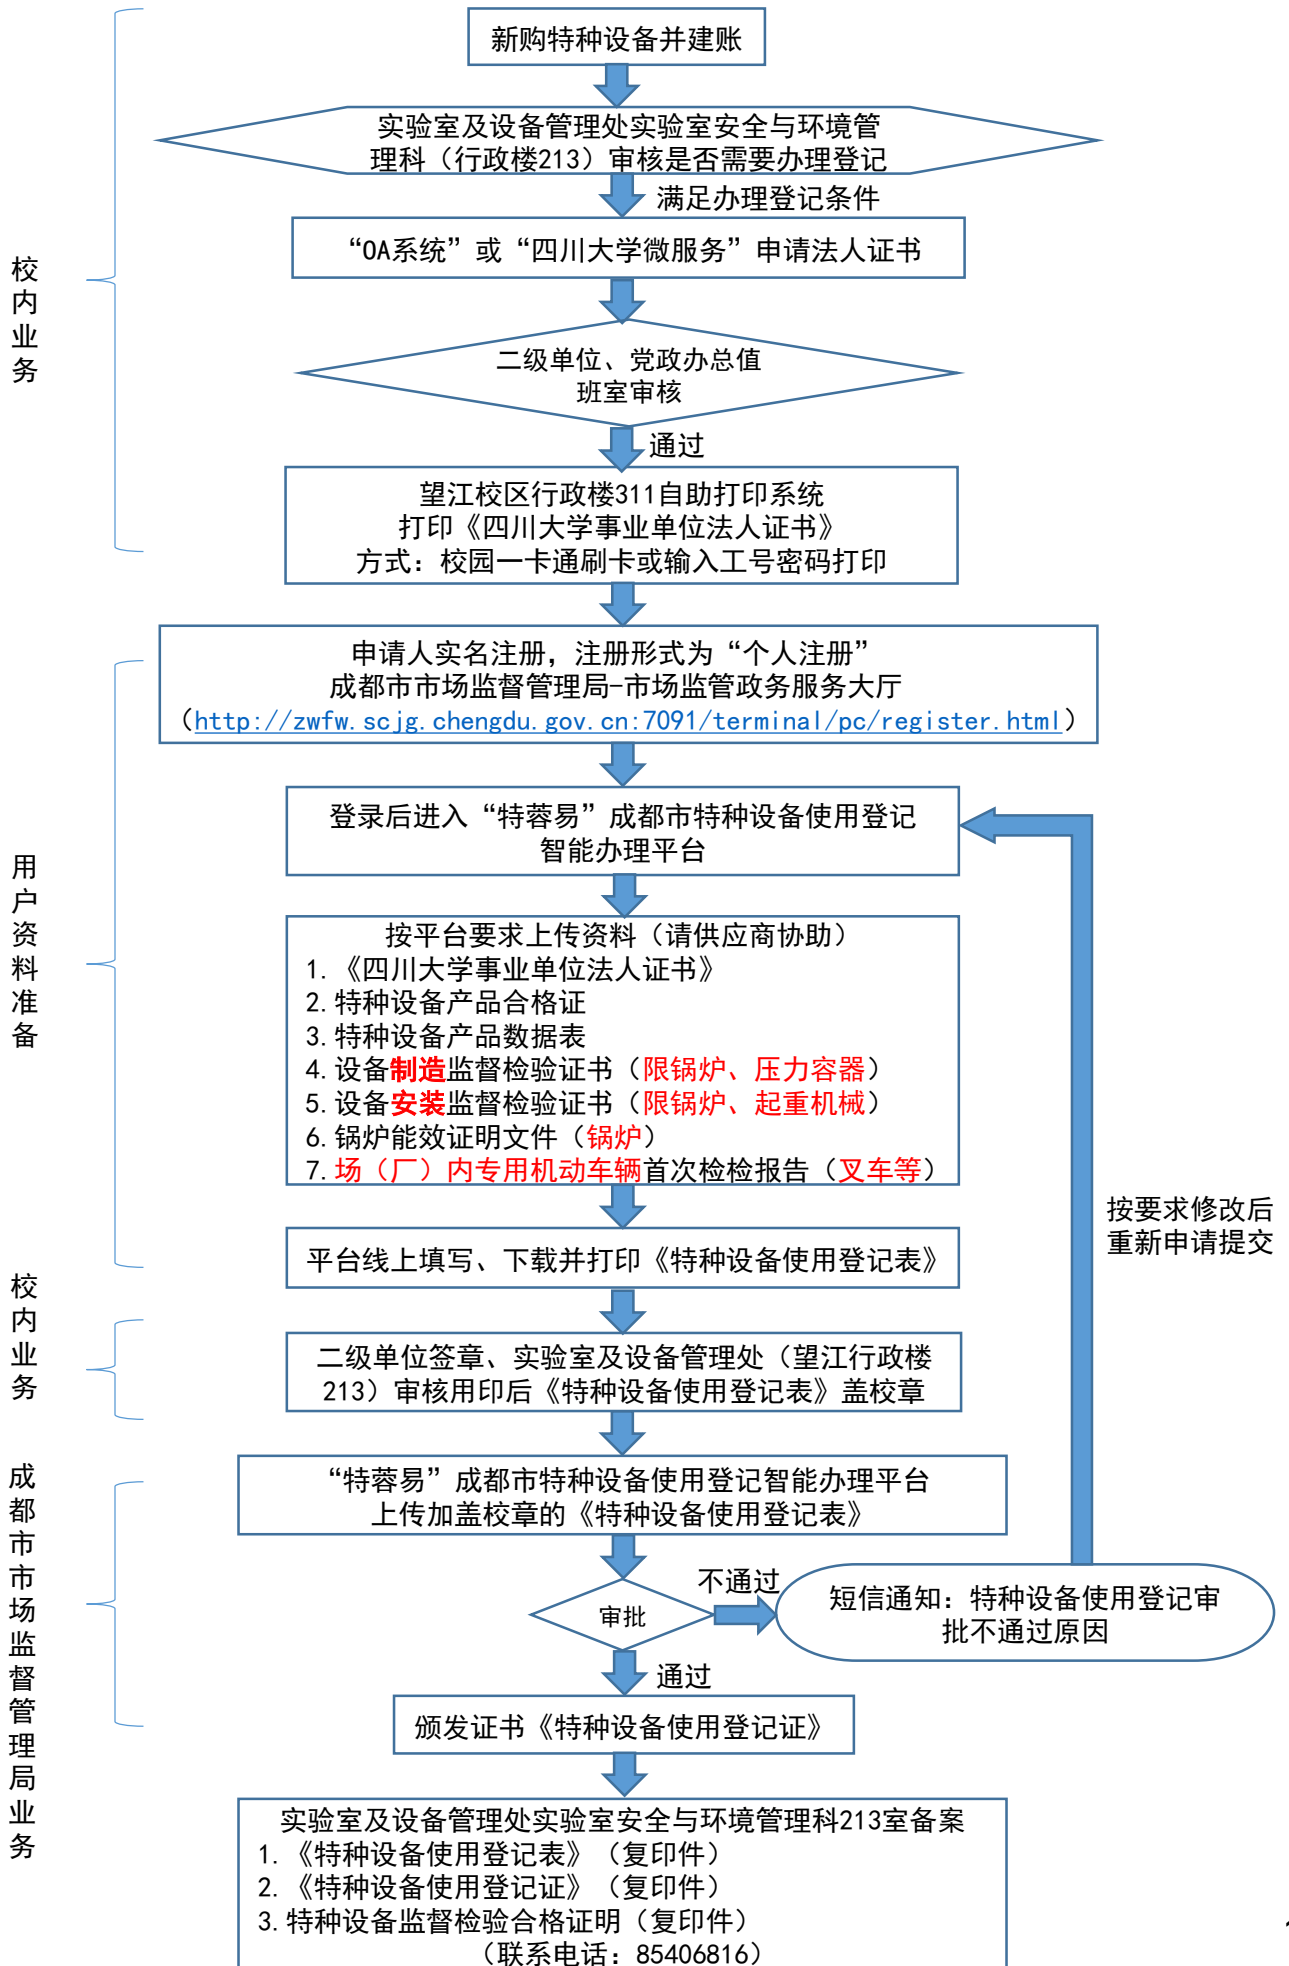 新购特种设备并建账
实验室及设备管理处实验室安全与环境管
理科（行政楼213）审核是否需要办理登记
满足办理登记条件
“OA系统”或“四川大学微服务”申请法人证书
校内业务
二级单位、党政办总值
班室审核
通过
望江校区行政楼311自助打印系统
打印《四川大学事业单位法人证书》
方式：校园一卡通刷卡或输入工号密码打印
申请人实名注册，注册形式为“个人注册”
成都市市场监督管理局-市场监管政务服务大厅
（http://zwfw.scjg.chengdu.gov.cn:7091/terminal/pc/register.html）
登录后进入“特蓉易”成都市特种设备使用登记
智能办理平台
用户资料准备
按平台要求上传资料（请供应商协助）
1.《四川大学事业单位法人证书》
2.特种设备产品合格证
3.特种设备产品数据表
4.设备制造监督检验证书（限锅炉、压力容器）
5.设备安装监督检验证书（限锅炉、起重机械）
6.锅炉能效证明文件（锅炉）
7.场（厂）内专用机动车辆首次检检报告（叉车等）
按要求修改后
重新申请提交
平台线上填写、下载并打印《特种设备使用登记表》
校内业务
二级单位签章、实验室及设备管理处（望江行政楼
213）审核用印后《特种设备使用登记表》盖校章
成都市市场监督管理局业务
“特蓉易”成都市特种设备使用登记智能办理平台
上传加盖校章的《特种设备使用登记表》
审批
不通过
短信通知：特种设备使用登记审
批不通过原因
通过
颁发证书《特种设备使用登记证》
实验室及设备管理处实验室安全与环境管理科213室备案
1.《特种设备使用登记表》（复印件）
2.《特种设备使用登记证》（复印件）
3.特种设备监督检验合格证明（复印件）
（联系电话：85406816）